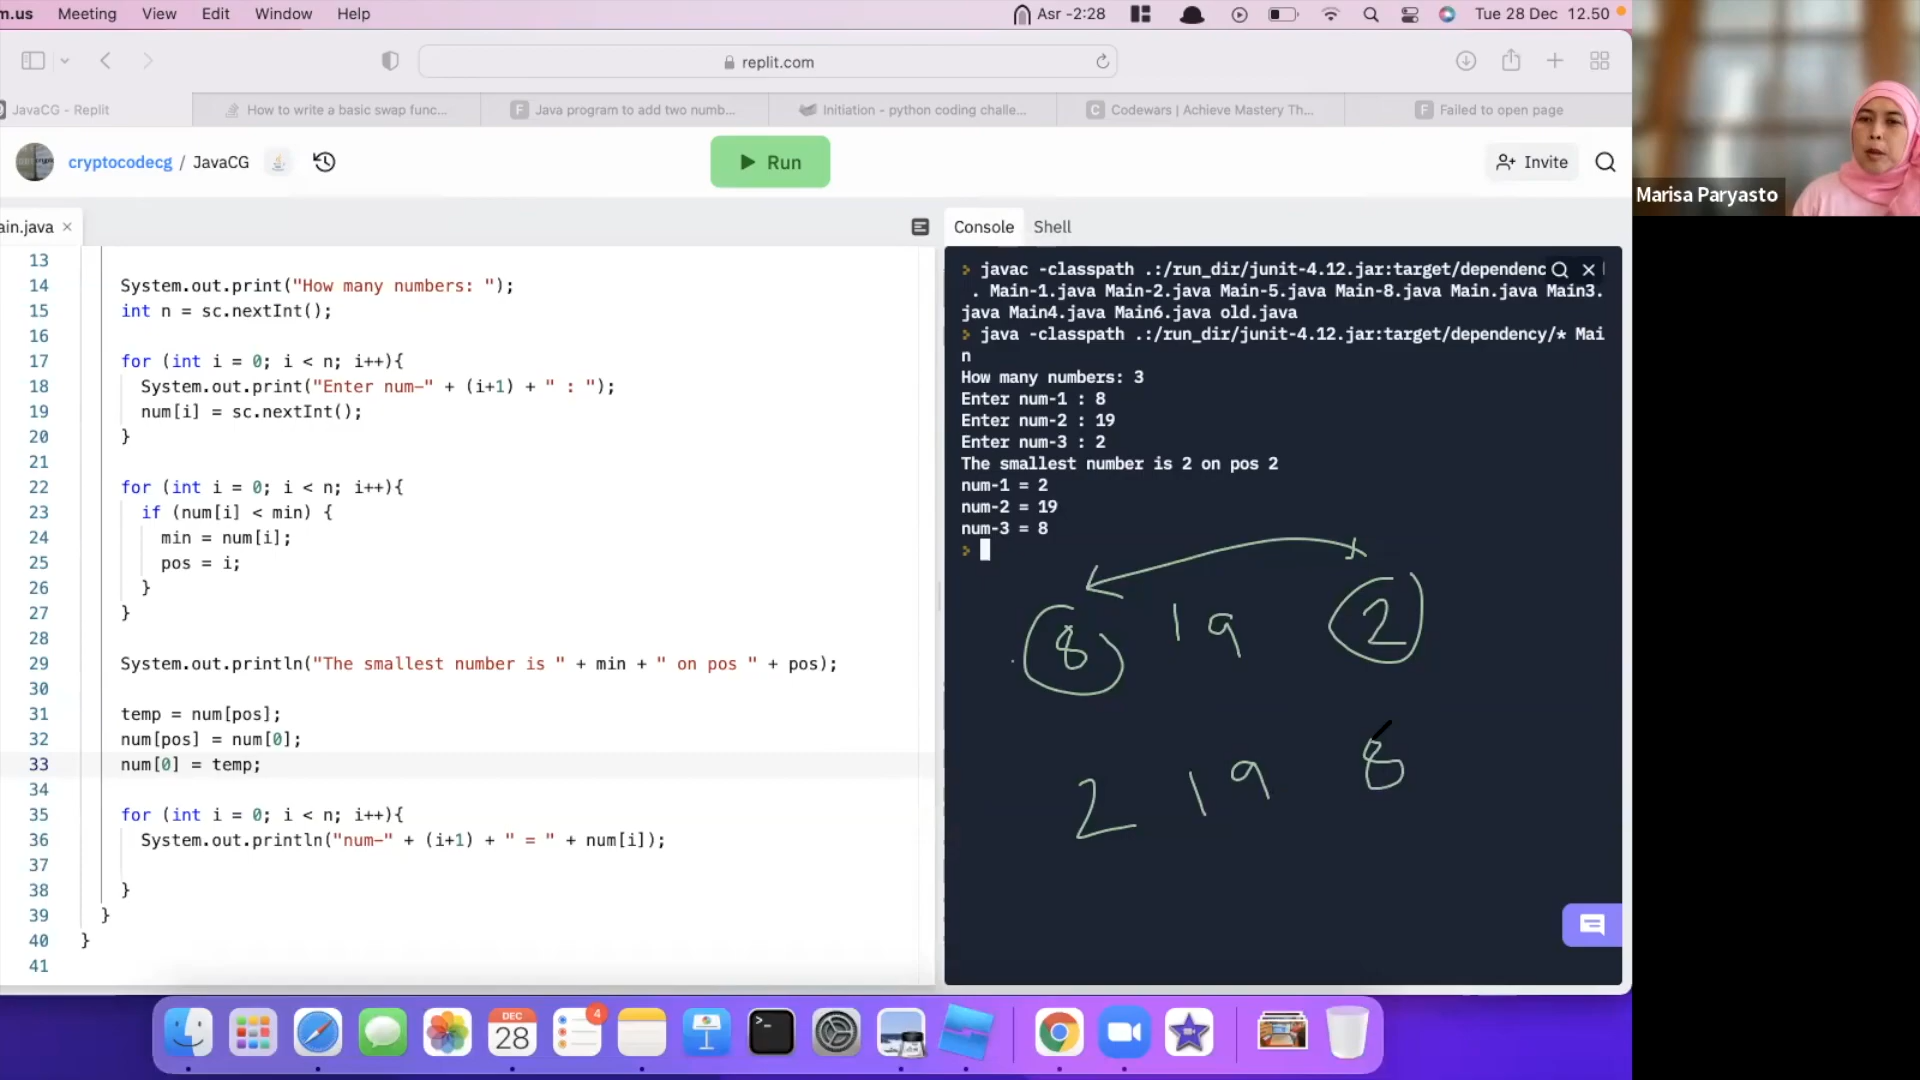 m.us Meeting View Edit Window Help Asr -2:28 Tue 28 Dec 12.50
replit.com
JavaCG - Replit How to write a basic swap func... Java program to add two numb... Initiation - python coding challe... Codewars | Achieve Mastery Th... Failed to open page
cryptocodecg / JavaCG Run Invite
Marisa Paryasto
ain.java × Console Shell
13
14 System.out.print("How many numbers: ");
15 int n = sc.nextInt();
16
17 for (int i = 0; i < n; i++){
18 System.out.print("Enter num-" + (i+1) + " : ");
19 num[i] = sc.nextInt();
20 }
21
22 for (int i = 0; i < n; i++){
23 if (num[i] < min) {
24 min = num[i];
25 pos = i;
26 }
27 }
28
29 System.out.println("The smallest number is " + min + " on pos " + pos);
30
31 temp = num[pos];
32 num[pos] = num[0];
33 num[0] = temp;
34
35 for (int i = 0; i < n; i++){
36 System.out.println("num-" + (i+1) + " = " + num[i]);
37
38 }
39 }
40 }
41
> javac -classpath .:/run_dir/junit-4.12.jar:target/dependenc
. Main-1.java Main-2.java Main-5.java Main-8.java Main.java Main3.
java Main4.java Main6.java old.java
> java -classpath .:/run_dir/junit-4.12.jar:target/dependency/* Mai
n
How many numbers: 3
Enter num-1 : 8
Enter num-2 : 19
Enter num-3 : 2
The smallest number is 2 on pos 2
num-1 = 2
num-2 = 19
num-3 = 8
>
8 19 2
2 19 8
DEC
28
4